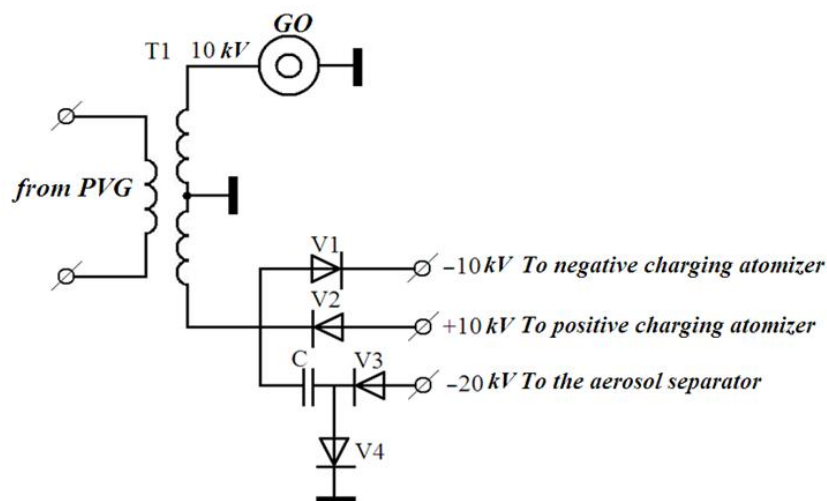 GO
T1 10 kV
from PVG
V1
–10 kV To negative charging atomizer
V2
+10 kV To positive charging atomizer
C V3
–20 kV To the aerosol separator
V4